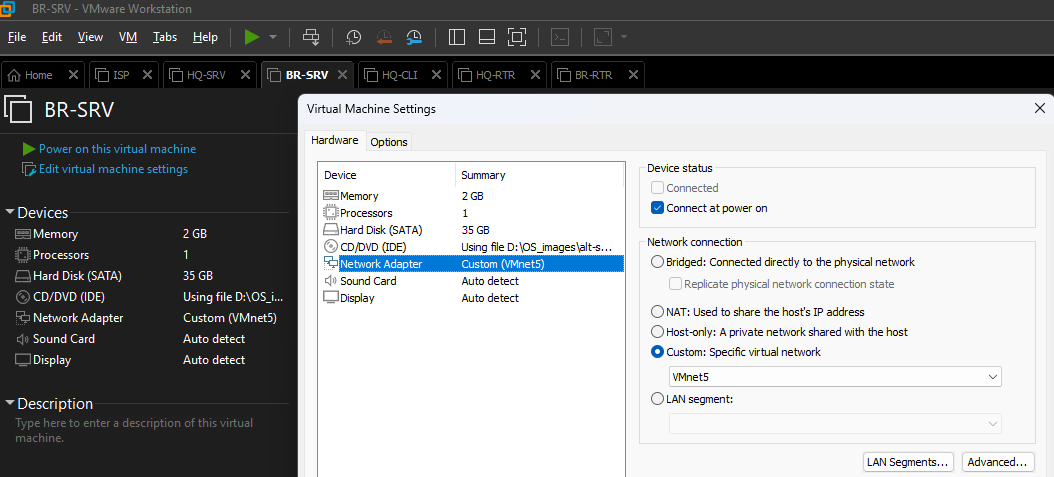 BR-SRV - VMware Workstation
File Edit View VM Tabs Help
Home ISP HQ-SRV BR-SRV HQ-CLI HQ-RTR BR-RTR
BR-SRV
Power on this virtual machine
Edit virtual machine settings
Devices
Memory 2 GB
Processors 1
Hard Disk (SATA) 35 GB
CD/DVD (IDE) Using file D:\OS_i...
Network Adapter Custom (VMnet5)
Sound Card Auto detect
Display Auto detect
Description
Type here to enter a description of this virtual
machine.
Virtual Machine Settings
Hardware Options
Device Summary
Memory 2 GB
Processors 1
Hard Disk (SATA) 35 GB
CD/DVD (IDE) Using file D:\OS_images\alt-s...
Network Adapter Custom (VMnet5)
Sound Card Auto detect
Display Auto detect
Device status
Connected
Connect at power on
Network connection
Bridged: Connected directly to the physical network
Replicate physical network connection state
NAT: Used to share the host's IP address
Host-only: A private network shared with the host
Custom: Specific virtual network
VMnet5
LAN segment:
LAN Segments... Advanced...